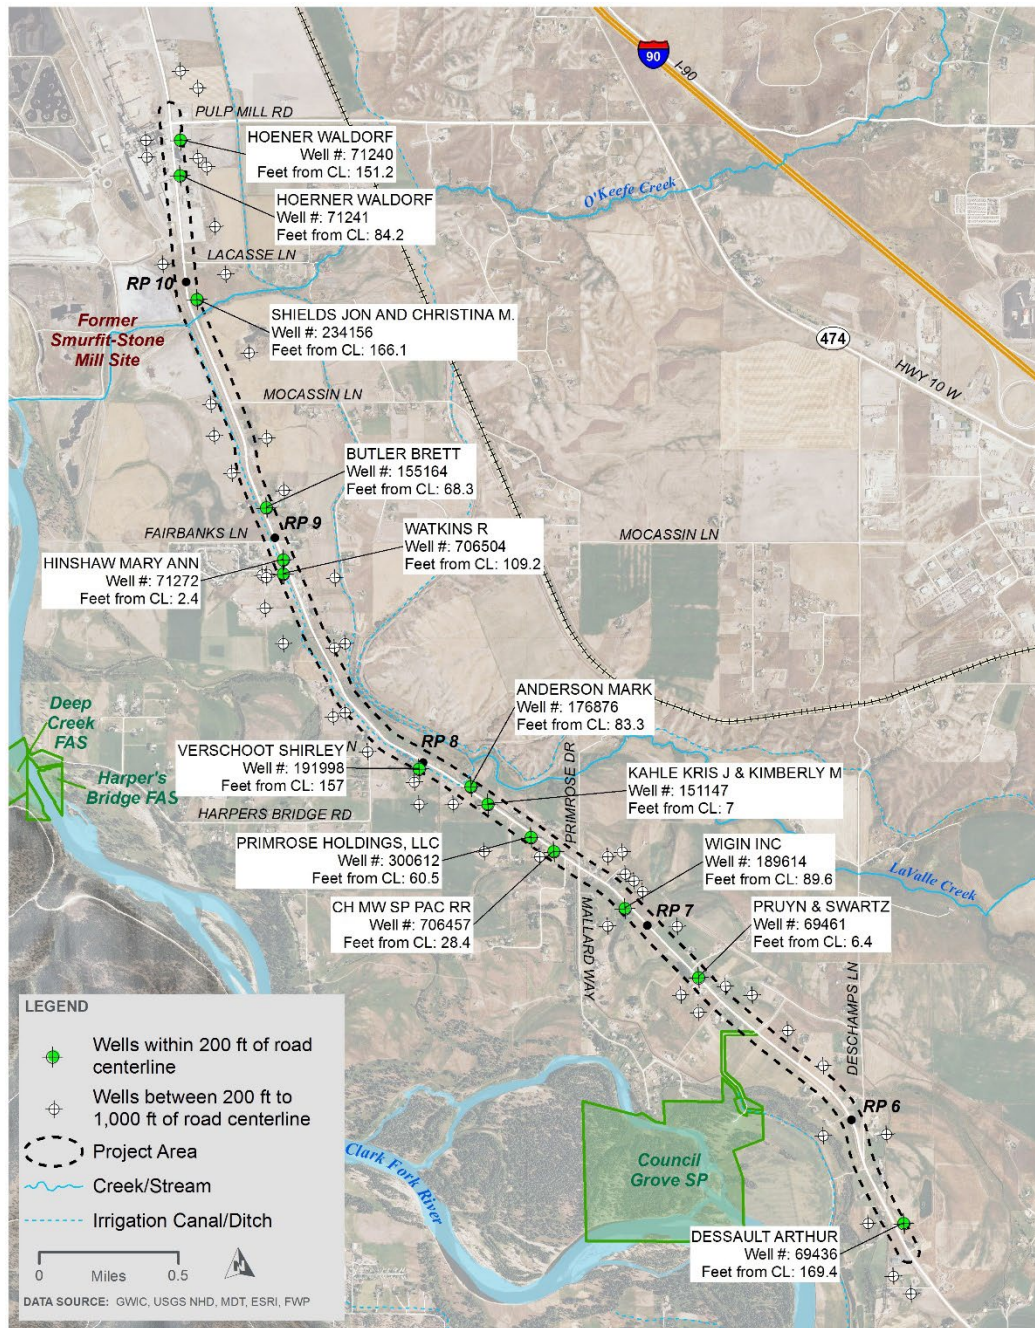 90
I-90
PULP MILL RD
HOENER WALDORF
Well #: 71240
Feet from CL: 151.2
O'Keefe Creek
HOERNER WALDORF
Well #: 71241
Feet from CL: 84.2
LACASSE LN
RP 10
SHIELDS JON AND CHRISTINA M.
Well #: 234156
Feet from CL: 166.1
Former
Smurfit-Stone
Mill Site
474
HWY 10 W
MOCASSIN LN
BUTLER BRETT
Well #: 155164
Feet from CL: 68.3
FAIRBANKS LN
RP 9
WATKINS R
Well #: 706504
Feet from CL: 109.2
MOCASSIN LN
HINSHAW MARY ANN
Well #: 71272
Feet from CL: 2.4
ANDERSON MARK
Well #: 176876
Feet from CL: 83.3
Deep
Creek
FAS
Harper's
Bridge FAS
VERSCHOOT SHIRLEY
Well #: 191998
Feet from CL: 157
N
RP 8
PRIMROSE DR
KAHLE KRIS J & KIMBERLY M
Well #: 151147
Feet from CL: 7
HARPERS BRIDGE RD
PRIMROSE HOLDINGS, LLC
Well #: 300612
Feet from CL: 60.5
WIGIN INC
Well #: 189614
Feet from CL: 89.6
LaValle Creek
CH MW SP PAC RR
Well #: 706457
Feet from CL: 28.4
MALLARD WAY
RP 7
PRUYN & SWARTZ
Well #: 69461
Feet from CL: 6.4
DESCHAMPS LN
RP 6
Clark Fork
River
Council
Grove SP
DESSAULT ARTHUR
Well #: 69436
Feet from CL: 169.4
LEGEND
Wells within 200 ft of road
centerline
Wells between 200 ft to
1,000 ft of road centerline
Project Area
Creek/Stream
Irrigation Canal/Ditch
0 Miles 0.5
N
DATA SOURCE: GWIC, USGS NHD, MDT, ESRI, FWP